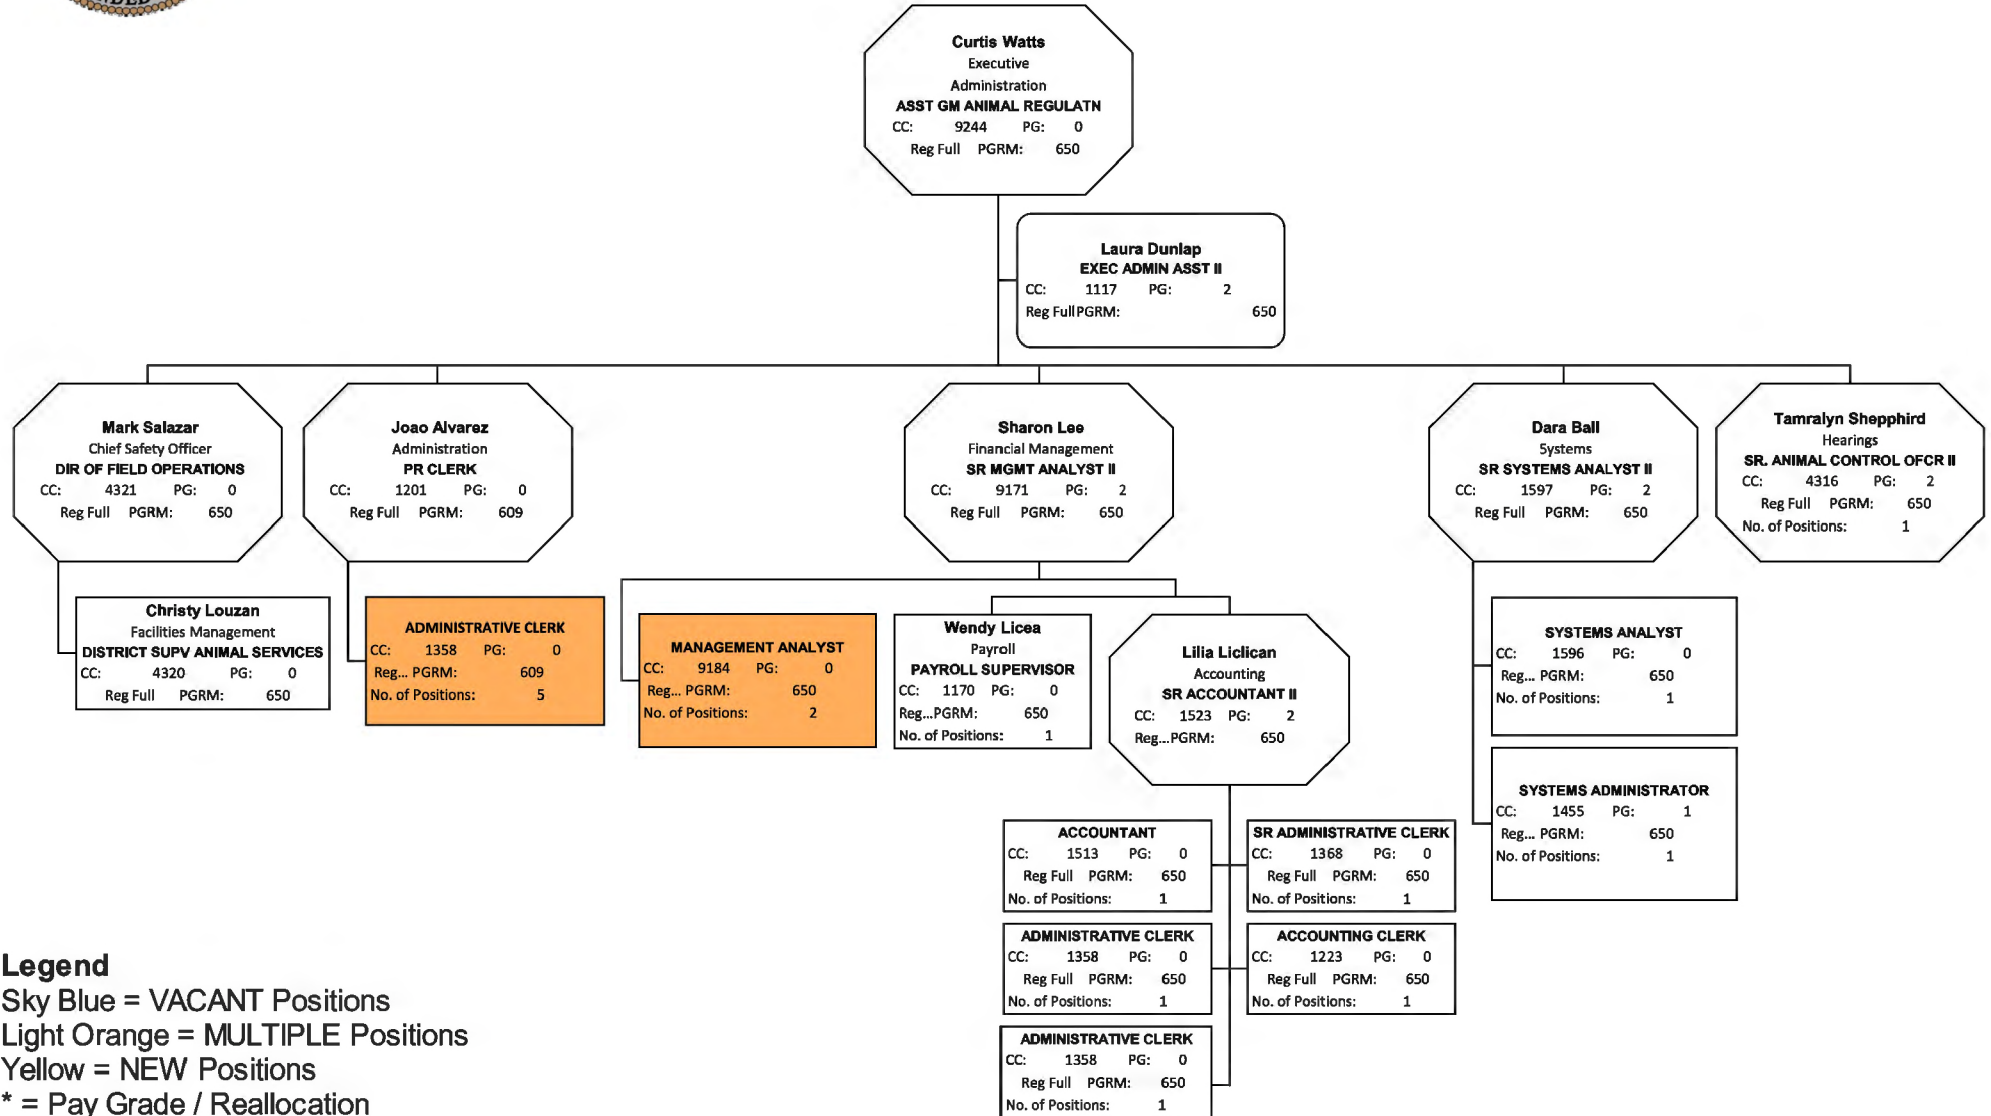 NDED
Curtis Watts
Executive
Administration
ASST GM ANIMAL REGULATN
CC: 9244 PG: 0
Reg Full PGRM: 650
Laura Dunlap
EXEC ADMIN ASST II
CC: 1117 PG: 2
Reg Full PGRM: 650
Mark Salazar
Chief Safety Officer
DIR OF FIELD OPERATIONS
CC: 4321 PG: 0
Reg Full PGRM: 650
Joao Alvarez
Administration
PR CLERK
CC: 1201 PG: 0
Reg Full PGRM: 609
Sharon Lee
Financial Management
SR MGMT ANALYST II
CC: 9171 PG: 2
Reg Full PGRM: 650
Dara Ball
Systems
SR SYSTEMS ANALYST II
CC: 1597 PG: 2
Reg Full PGRM: 650
Tamralyn Shepphird
Hearings
SR. ANIMAL CONTROL OFCR II
CC: 4316 PG: 2
Reg Full PGRM: 650
No. of Positions: 1
Christy Louzan
Facilities Management
DISTRICT SUPV ANIMAL SERVICES
CC: 4320 PG: 0
Reg Full PGRM: 650
ADMINISTRATIVE CLERK
CC: 1358 PG: 0
Reg... PGRM: 609
No. of Positions: 5
MANAGEMENT ANALYST
CC: 9184 PG: 0
Reg... PGRM: 650
No. of Positions: 2
Wendy Licea
Payroll
PAYROLL SUPERVISOR
CC: 1170 PG: 0
Reg...PGRM: 650
No. of Positions: 1
Lilia Liclican
Accounting
SR ACCOUNTANT II
CC: 1523 PG: 2
Reg...PGRM: 650
SYSTEMS ANALYST
CC: 1596 PG: 0
Reg... PGRM: 650
No. of Positions: 1
SYSTEMS ADMINISTRATOR
CC: 1455 PG: 1
Reg... PGRM: 650
No. of Positions: 1
ACCOUNTANT
CC: 1513 PG: 0
Reg Full PGRM: 650
No. of Positions: 1
SR ADMINISTRATIVE CLERK
CC: 1368 PG: 0
Reg Full PGRM: 650
No. of Positions: 1
ADMINISTRATIVE CLERK
CC: 1358 PG: 0
Reg Full PGRM: 650
No. of Positions: 1
ACCOUNTING CLERK
CC: 1223 PG: 0
Reg Full PGRM: 650
No. of Positions: 1
ADMINISTRATIVE CLERK
CC: 1358 PG: 0
Reg Full PGRM: 650
No. of Positions: 1
Legend
Sky Blue = VACANT Positions
Light Orange = MULTIPLE Positions
Yellow = NEW Positions
* = Pay Grade / Reallocation